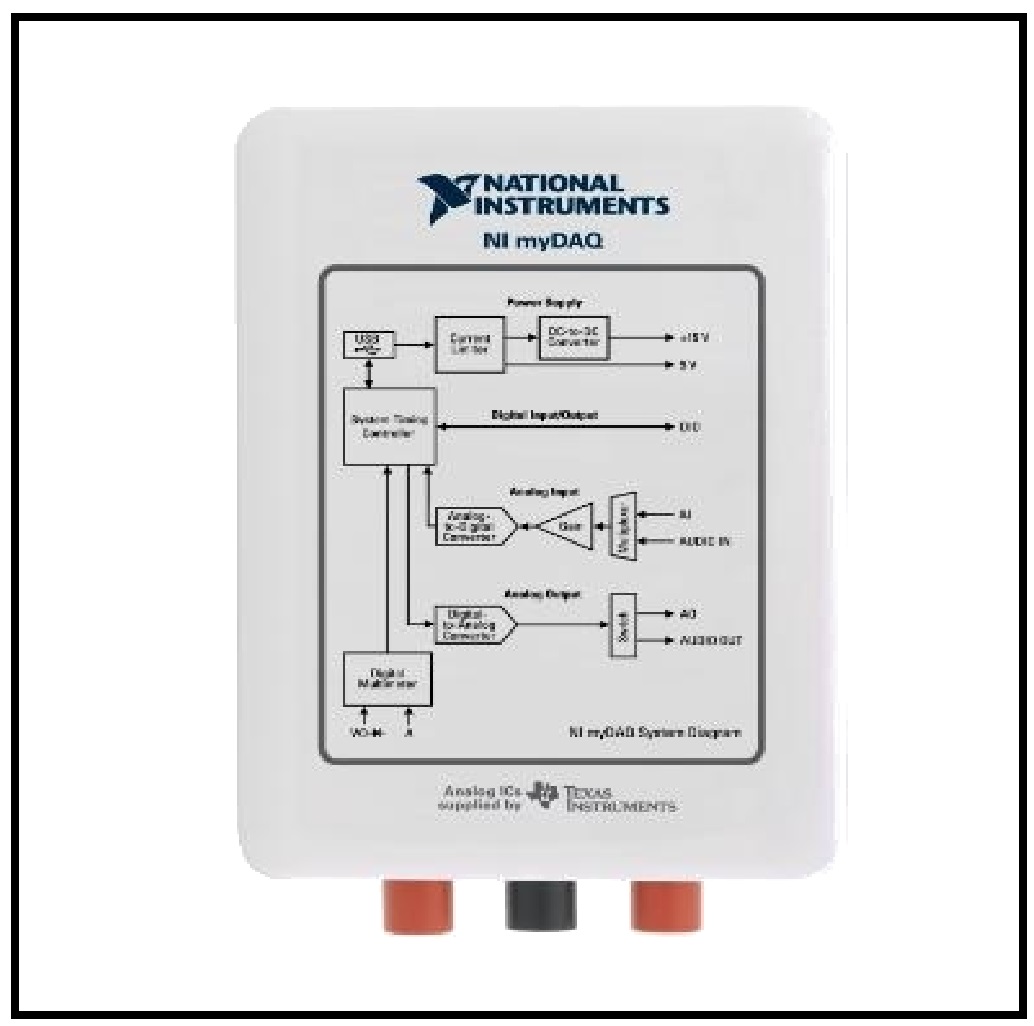 NATIONAL
INSTRUMENTS
NI myDAQ
Power Supply
USB
Current
Limiter
DC-to-DC
Converter
±15 V
5 V
System Timing
Controller
Digital Input/Output
DIO
Analog Input
Analog-
to-Digital
Converter
Gain
Multiplexer
AI
AUDIO IN
Analog Output
Digital-
to-Analog
Converter
Switch
AO
AUDIO OUT
Digital
Multimeter
VΩ
A
NI myDAQ System Diagram
Analog ICs
supplied by
TEXAS
INSTRUMENTS